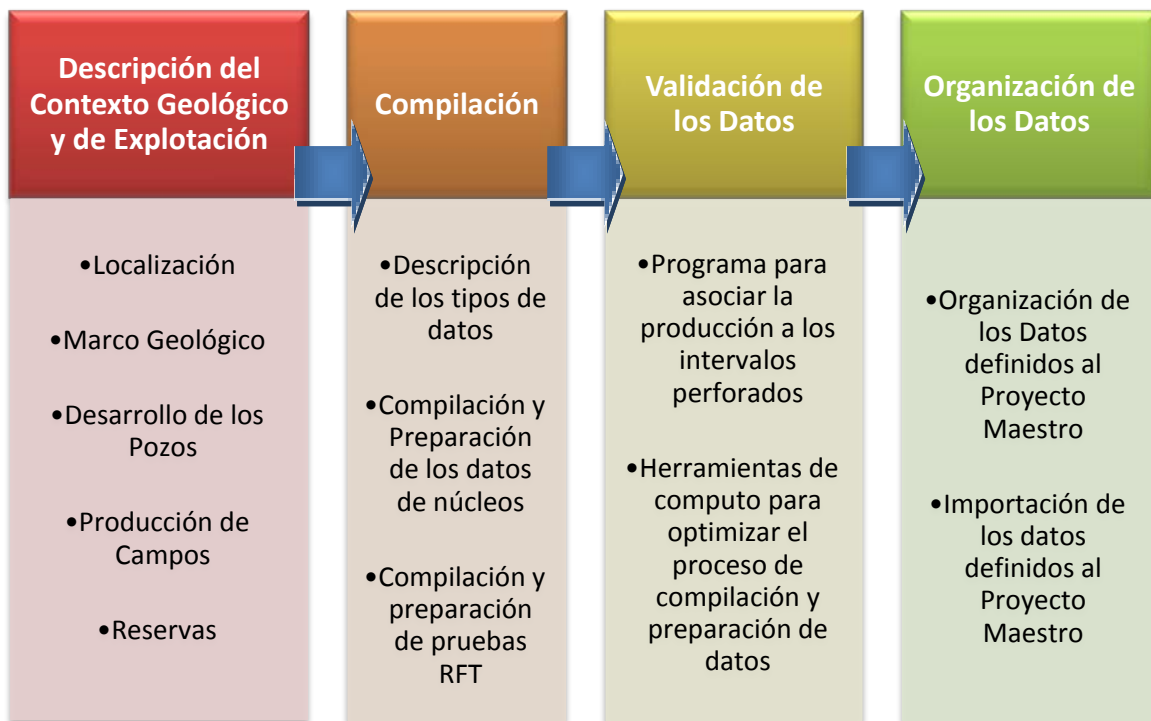 Descripción del
Contexto Geológico
y de Explotación
•Localización
•Marco Geológico
•Desarrollo de los
Pozos
•Producción de
Campos
•Reservas
Compilación
•Descripción
de los tipos de
datos
•Compilación y
Preparación
de los datos
de núcleos
•Compilación y
preparación
de pruebas
RFT
Validación de
los Datos
•Programa para
asociar la
producción a los
intervalos
perforados
•Herramientas de
computo para
optimizar el
proceso de
compilación y
preparación de
datos
Organización de
los Datos
•Organización de
los Datos
definidos al
Proyecto
Maestro
•Importación de
los datos
definidos al
Proyecto
Maestro